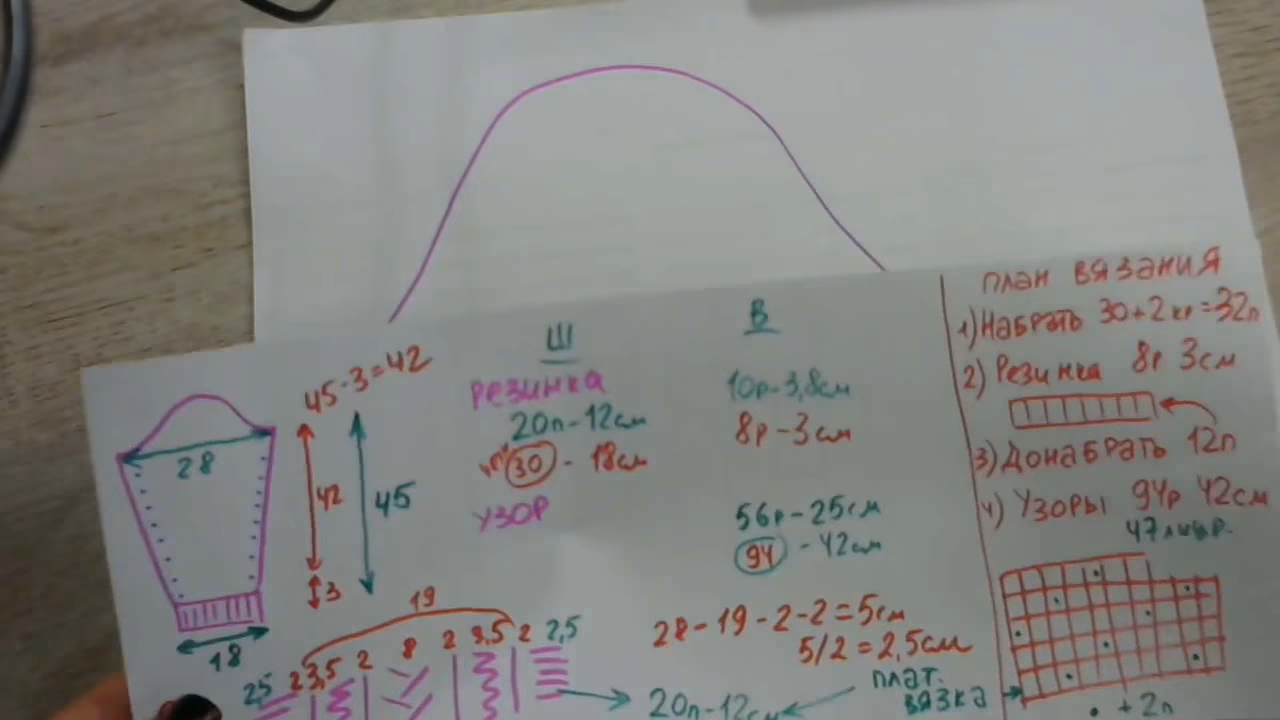 45-3=42
28
42
45
3
18
Ш
В
РЕЗИНКА
10р-3,8см
20п-12см
8р-3см
"п" 30 - 18см
УЗОР
56р-25см
94 - 42см
19
25 2 3,5 2 8 2 3,5 2 2,5
28-19-2-2=5см
5/2=2,5см
20п-12см
плат.
вязка
ПЛАН ВЯЗАНИЯ
1) Набрать 30+2кр=32п
2) Резинка 8р 3см
3) Донабрать 12п
4) Узоры 94р 42см
47 лиц.р.
• +2п